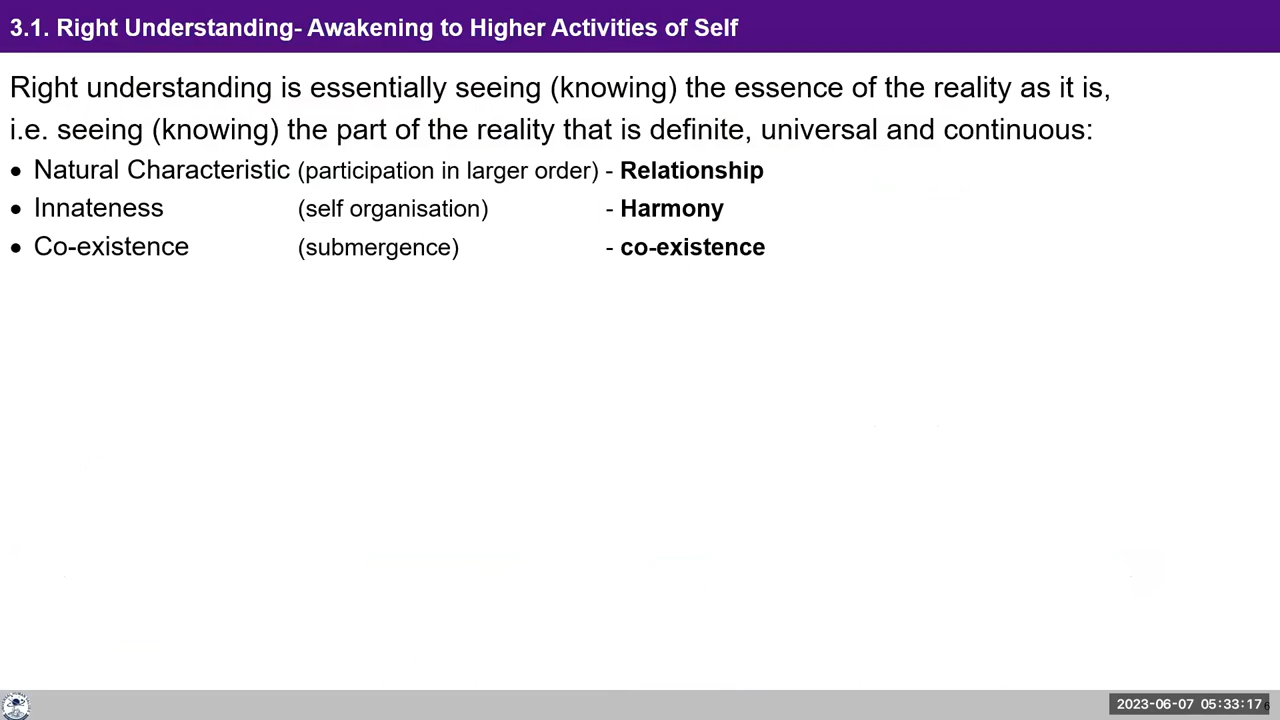 3.1. Right Understanding- Awakening to Higher Activities of Self
Right understanding is essentially seeing (knowing) the essence of the reality as it is,
i.e. seeing (knowing) the part of the reality that is definite, universal and continuous:
• Natural Characteristic (participation in larger order) - Relationship
• Innateness (self organisation) - Harmony
• Co-existence (submergence) - co-existence
2023-06-07 05:33:17 6